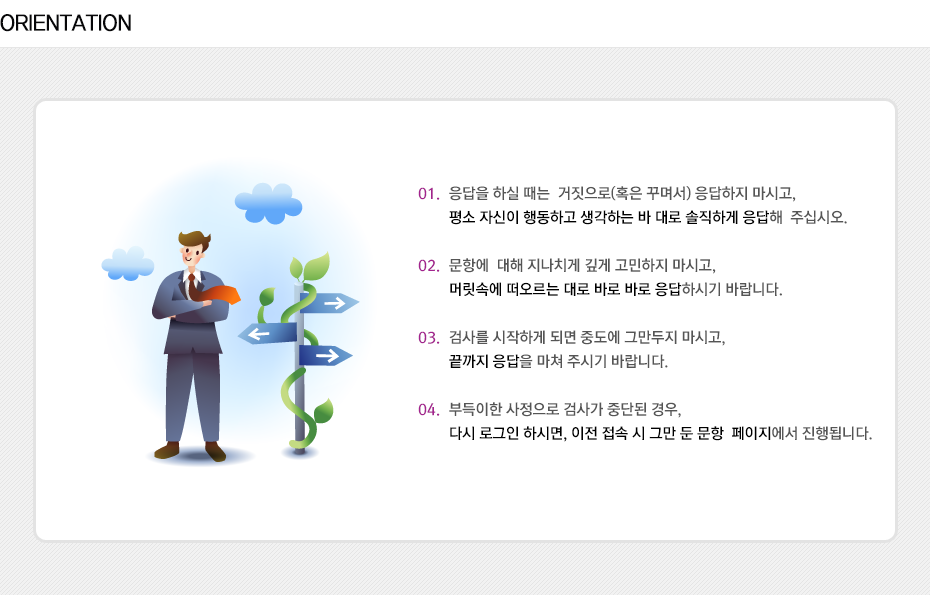 ORIENTATION
01. 응답을 하실 때는 거짓으로(혹은 꾸며서) 응답하지 마시고,
평소 자신이 행동하고 생각하는 바 대로 솔직하게 응답해 주십시오.
02. 문항에 대해 지나치게 깊게 고민하지 마시고,
머릿속에 떠오르는 대로 바로 바로 응답하시기 바랍니다.
03. 검사를 시작하게 되면 중도에 그만두지 마시고,
끝까지 응답을 마쳐 주시기 바랍니다.
04. 부득이한 사정으로 검사가 중단된 경우,
다시 로그인 하시면, 이전 접속 시 그만 둔 문항 페이지에서 진행됩니다.